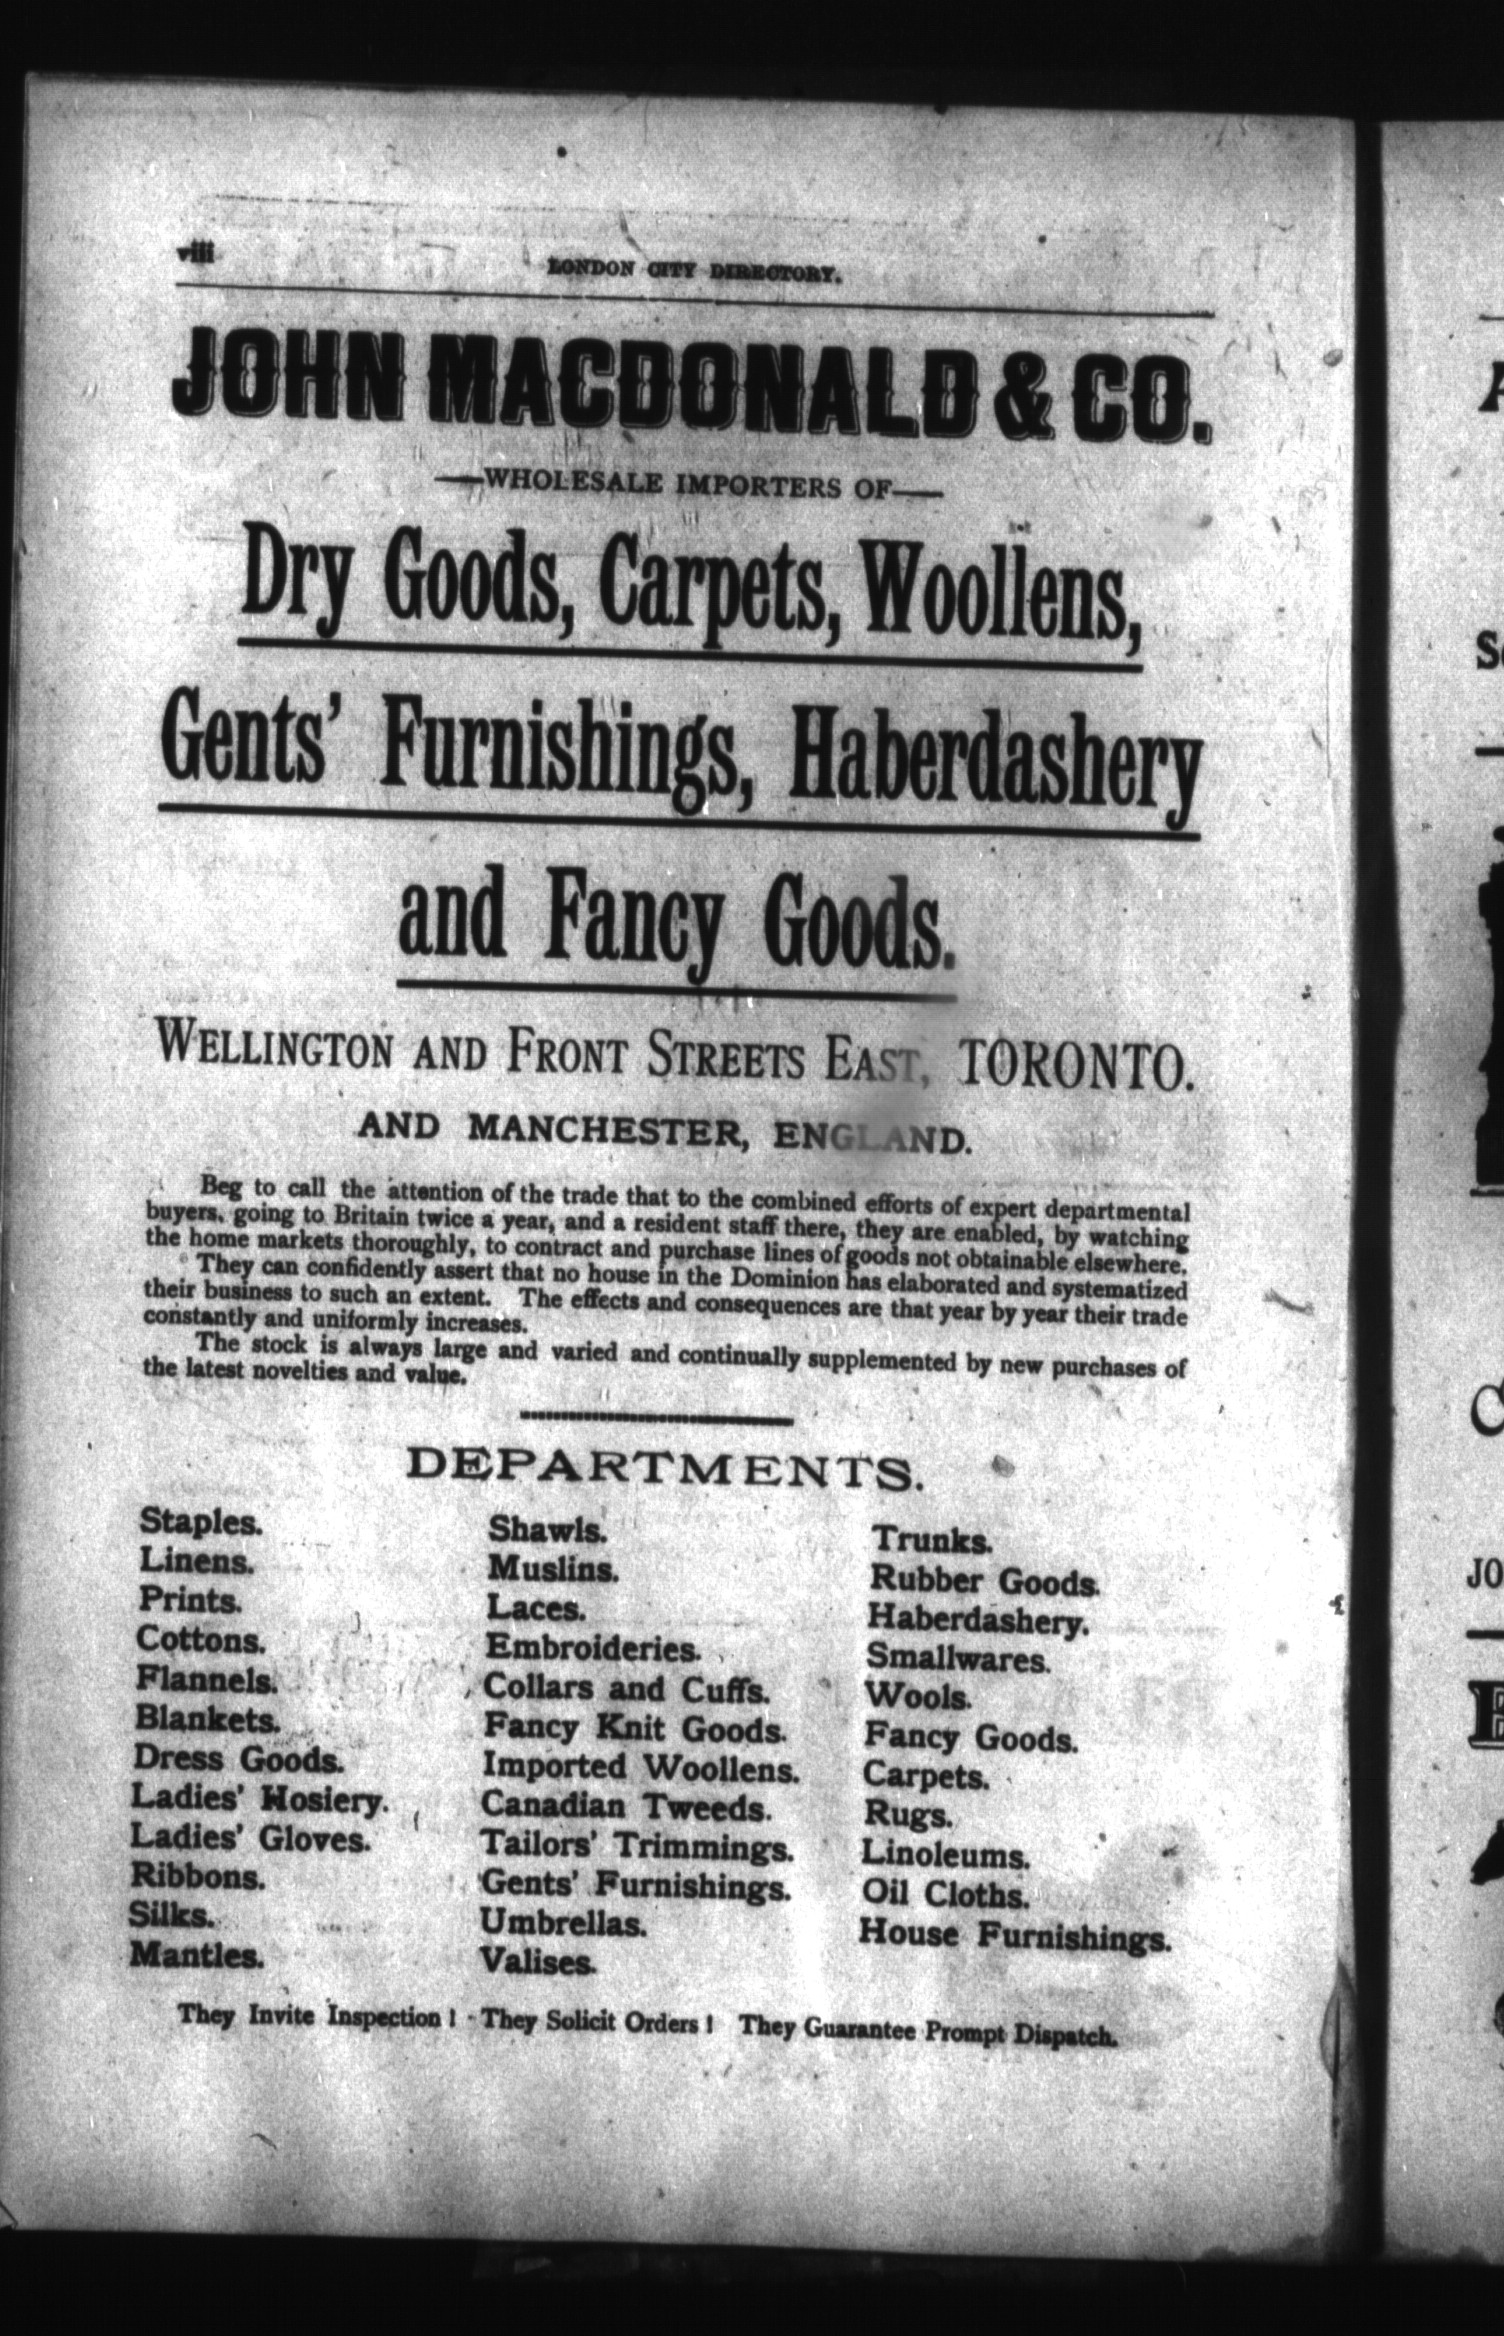 viii
LONDON CITY DIRECTORY.
JOHN MACDONALD & CO.
—WHOLESALE IMPORTERS OF—
Dry Goods, Carpets, Woollens,
Gents' Furnishings, Haberdashery
and Fancy Goods.
WELLINGTON AND FRONT STREETS EAST, TORONTO.
AND MANCHESTER, ENGLAND.
Beg to call the attention of the trade that to the combined efforts of expert departmental
buyers, going to Britain twice a year, and a resident staff there, they are enabled, by watching
the home markets thoroughly, to contract and purchase lines of goods not obtainable elsewhere.
They can confidently assert that no house in the Dominion has elaborated and systematized
their business to such an extent. The effects and consequences are that year by year their trade
constantly and uniformly increases.
The stock is always large and varied and continually supplemented by new purchases of
the latest novelties and value.
DEPARTMENTS.
Staples.
Linens.
Prints.
Cottons.
Flannels.
Blankets.
Dress Goods.
Ladies' Hosiery.
Ladies' Gloves.
Ribbons.
Silks.
Mantles.
Shawls.
Muslins.
Laces.
Embroideries.
Collars and Cuffs.
Fancy Knit Goods.
Imported Woollens.
Canadian Tweeds.
Tailors' Trimmings.
Gents' Furnishings.
Umbrellas.
Valises.
Trunks.
Rubber Goods.
Haberdashery.
Smallwares.
Wools.
Fancy Goods.
Carpets.
Rugs.
Linoleums.
Oil Cloths.
House Furnishings.
They Invite Inspection! They Solicit Orders! They Guarantee Prompt Dispatch.